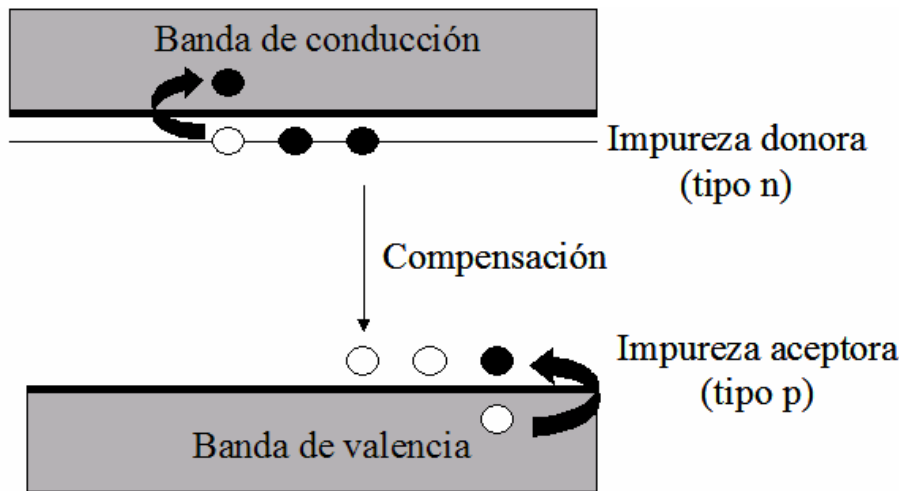 Banda de conducción
Impureza donora
(tipo n)
Compensación
Impureza aceptora
(tipo p)
Banda de valencia